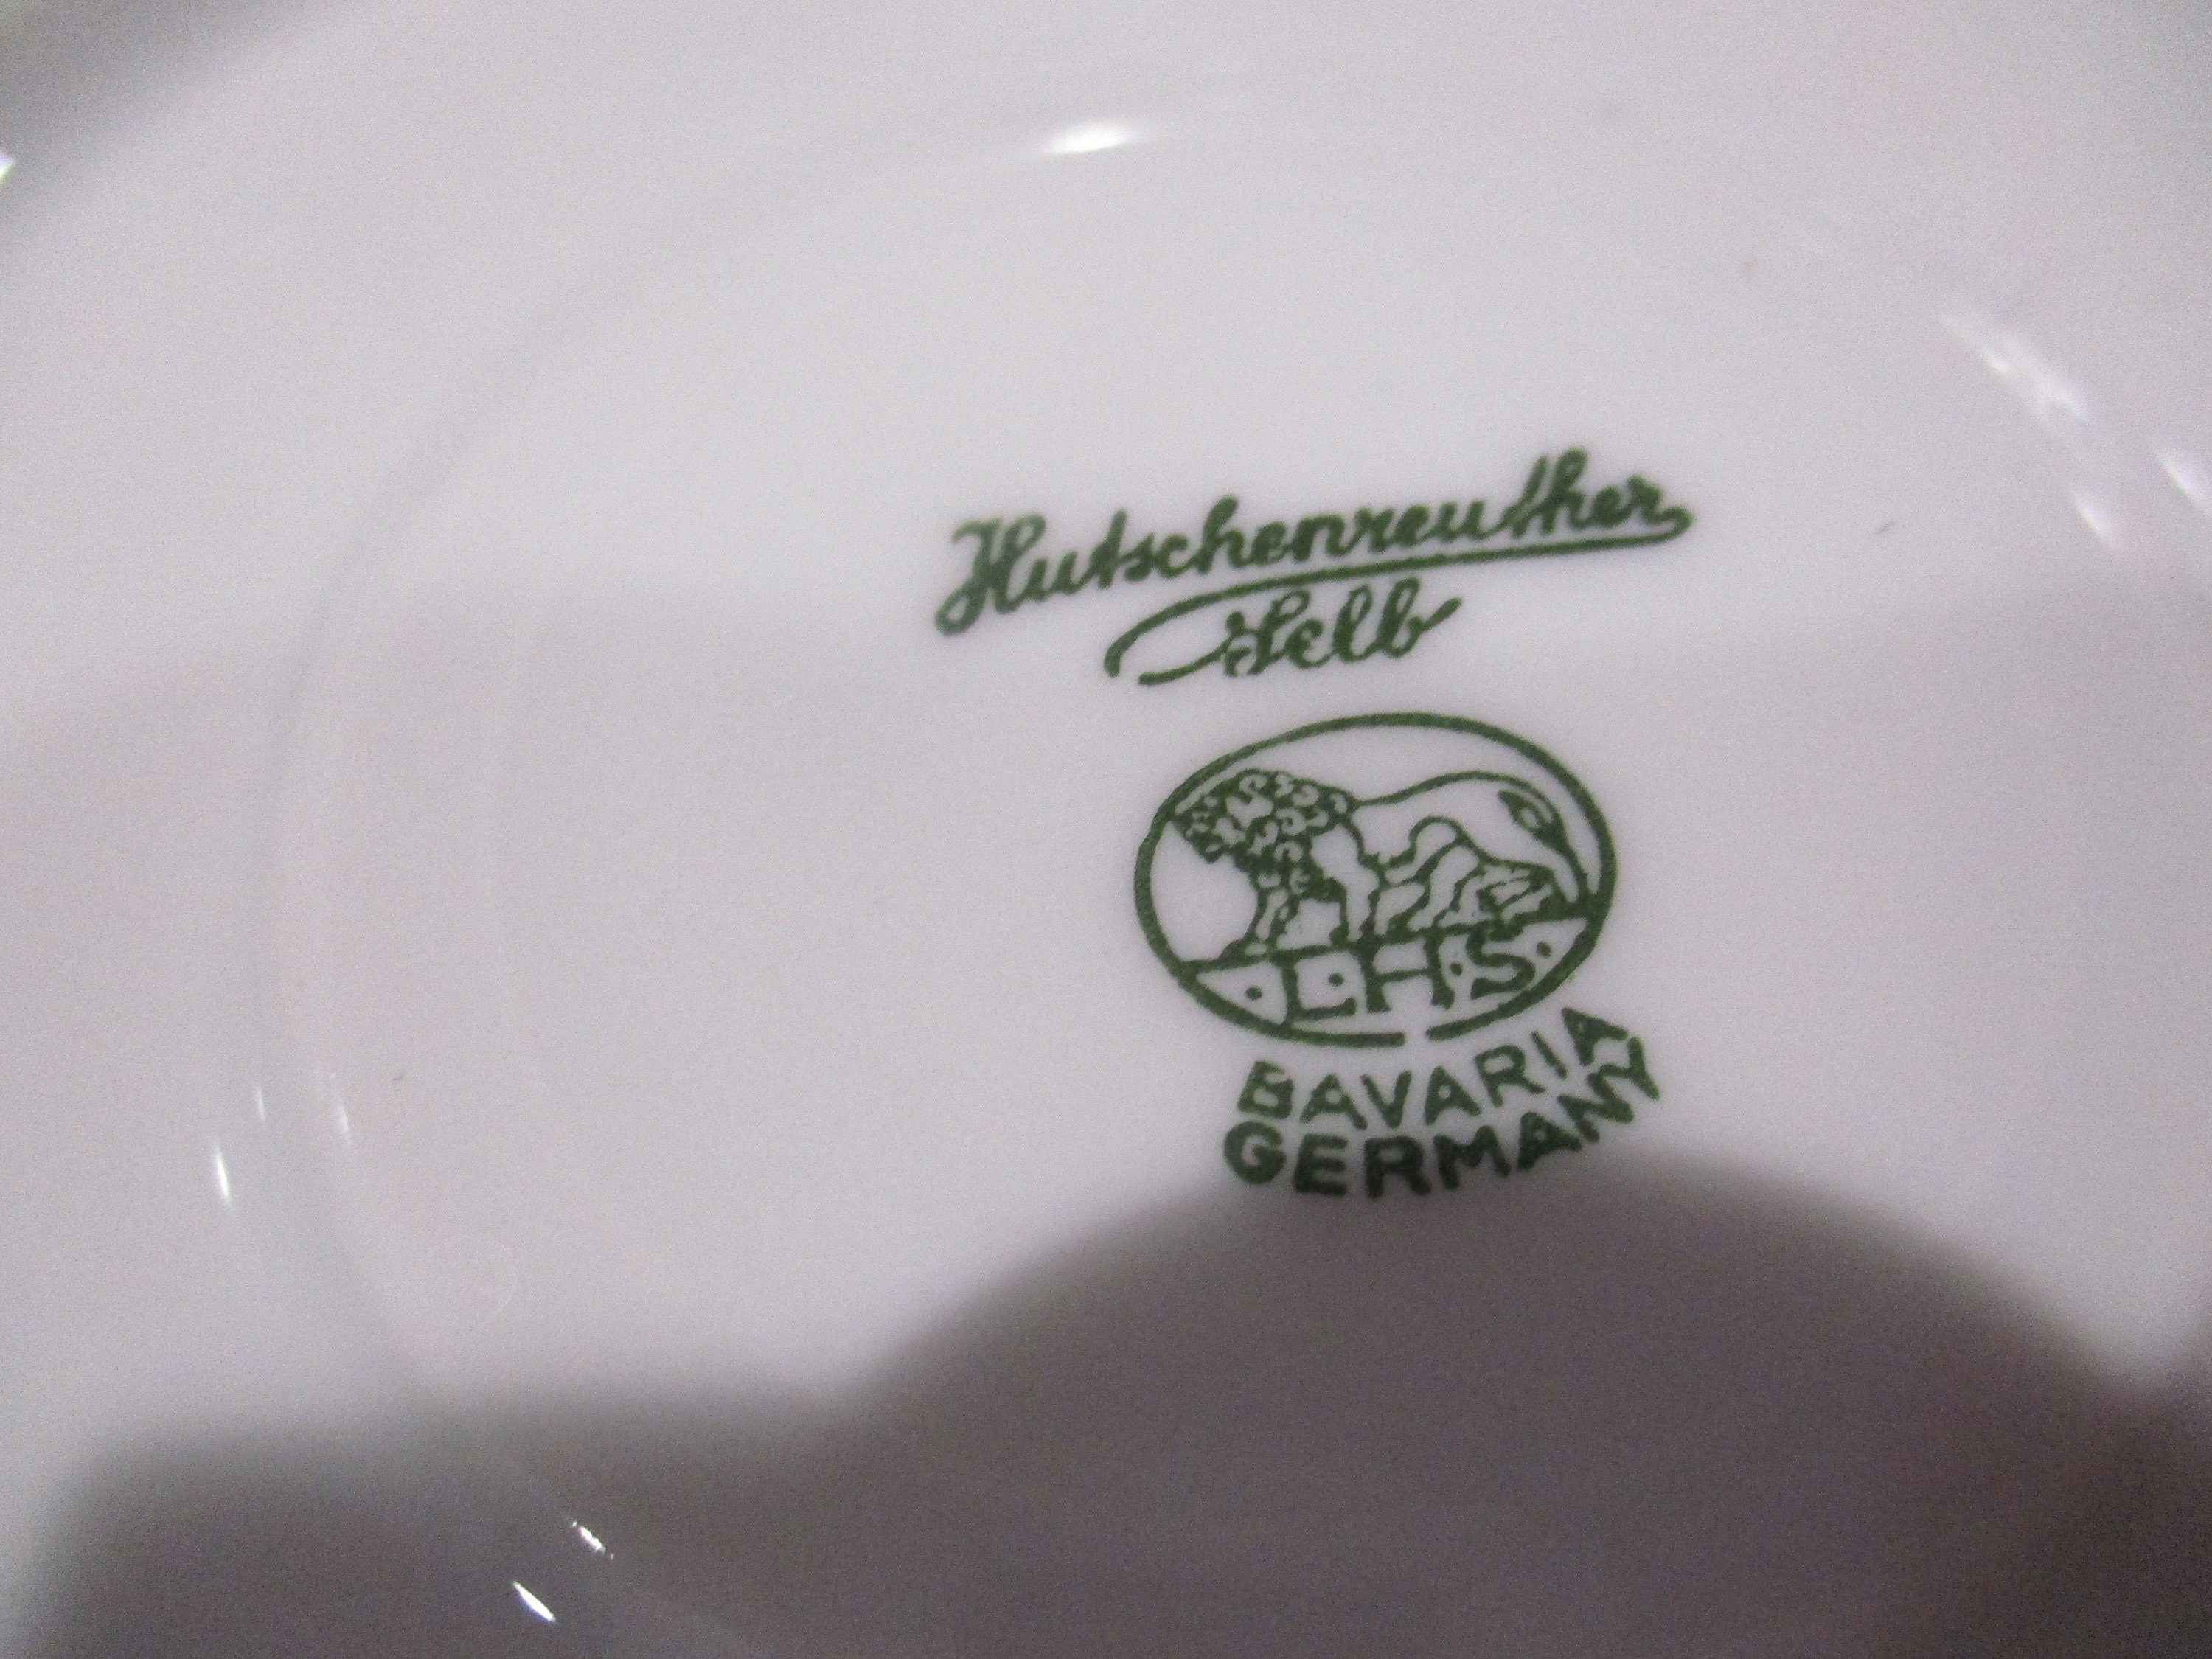 Hutschenreuther
Selb
L·H·S·
BAVARIA
GERMANY